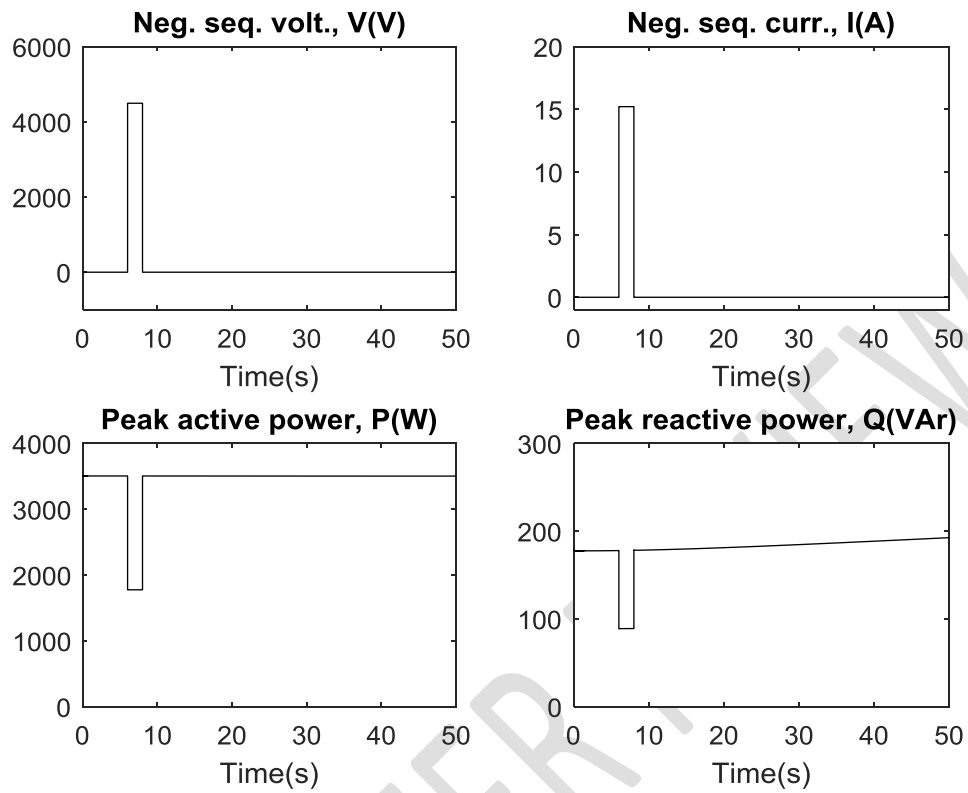 Neg. seq. volt., V(V)
6000
4000
2000
0
0 10 20 30 40 50
Time(s)
Neg. seq. curr., I(A)
20
15
10
5
0
0 10 20 30 40 50
Time(s)
Peak active power, P(W)
4000
3000
2000
1000
0
0 10 20 30 40 50
Time(s)
Peak reactive power, Q(VAr)
300
200
100
0
0 10 20 30 40 50
Time(s)